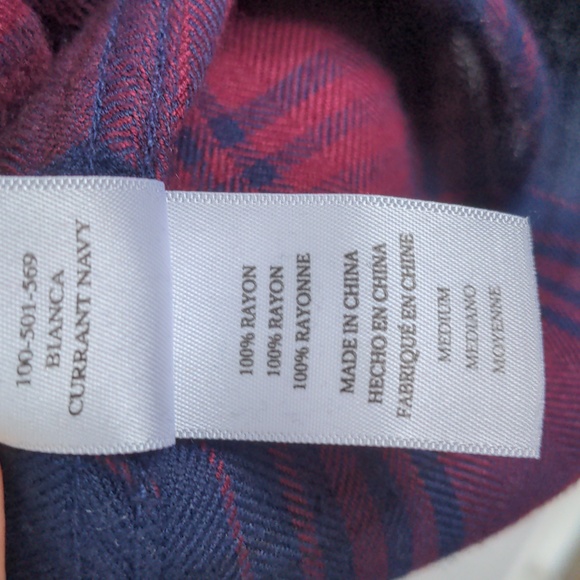 100-501-569
BIANCA
CURRANT NAVY
100% RAYON
100% RAYON
100% RAYONNE
MADE IN CHINA
HECHO EN CHINA
FABRIQUÉ EN CHINE
MEDIUM
MEDIANO
MOYENNE